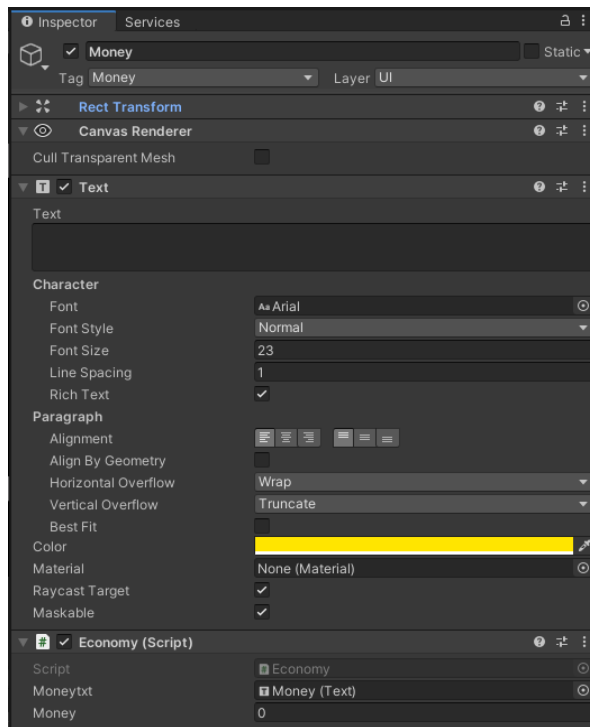 Inspector Services
Money Static
Tag Money Layer UI
Rect Transform
Canvas Renderer
Cull Transparent Mesh
T Text
Text
Character
Font Aa Arial
Font Style Normal
Font Size 23
Line Spacing 1
Rich Text
Paragraph
Alignment
Align By Geometry
Horizontal Overflow Wrap
Vertical Overflow Truncate
Best Fit
Color
Material None (Material)
Raycast Target
Maskable
# Economy (Script)
Script # Economy
Moneytxt T Money (Text)
Money 0